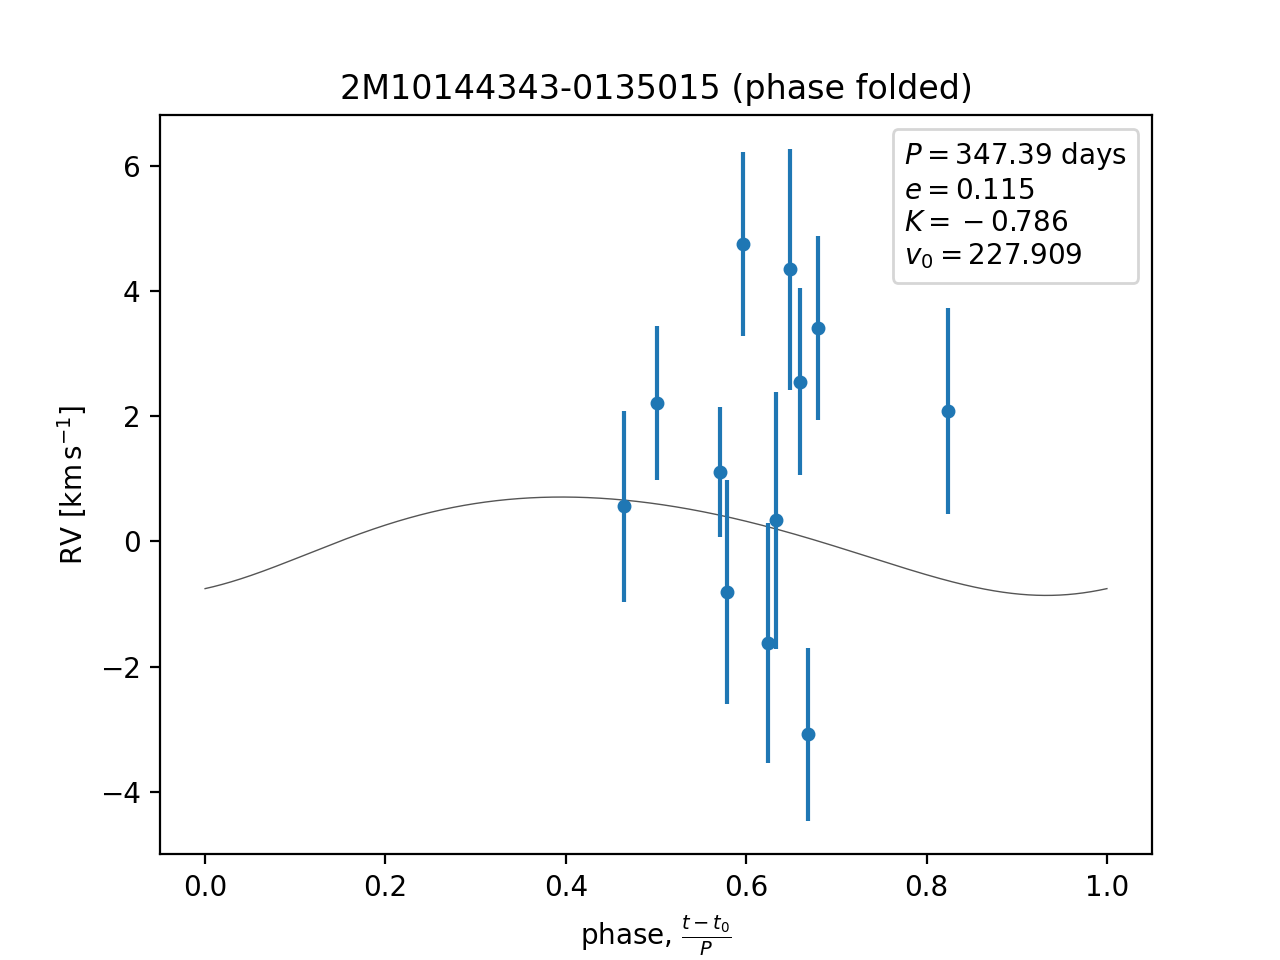 2M10144343-0135015 (phase folded)
P = 347.39 days
e = 0.115
K = −0.786
v₀ = 227.909
RV [km s⁻¹]
6
4
2
0
−2
−4
0.0 0.2 0.4 0.6 0.8 1.0
phase, (t − t₀)/P